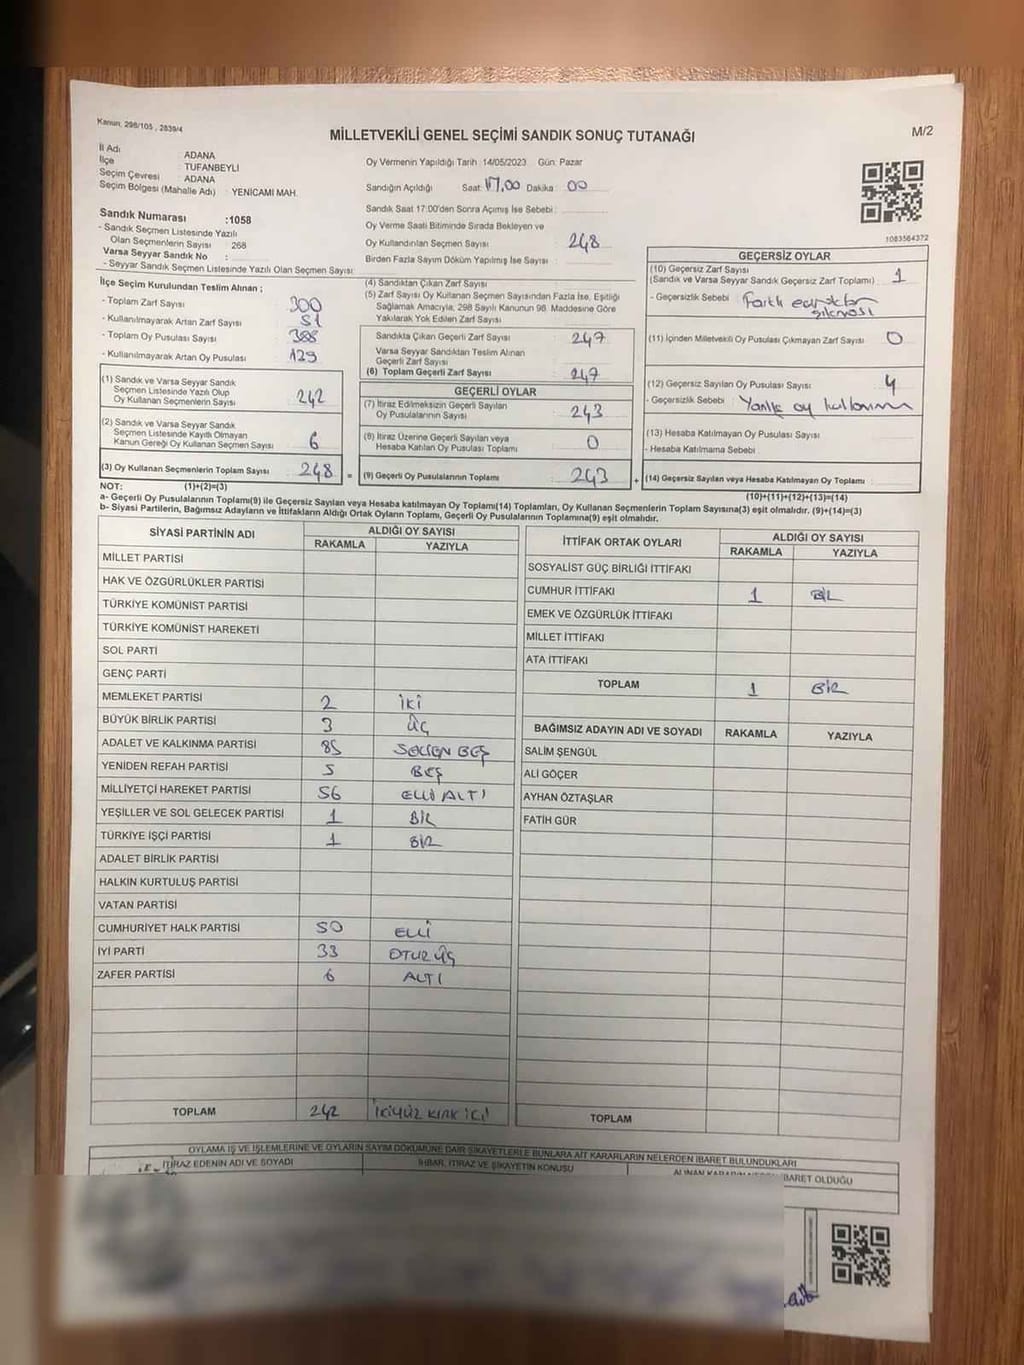 Kanun, 298/105 , 2839/4
MİLLETVEKİLİ GENEL SEÇİMİ SANDIK SONUÇ TUTANAĞI
M/2
İl Adı ADANA
İlçe TUFANBEYLİ
Seçim Çevresi ADANA
Seçim Bölgesi (Mahalle Adı) : YENİCAMİ MAH.
Sandık Numarası :1058
- Sandık Seçmen Listesinde Yazılı
Olan Seçmenlerin Sayısı : 268
Varsa Seyyar Sandık No :
- Seyyar Sandık Seçmen Listesinde Yazılı Olan Seçmen Sayısı:
Oy Vermenin Yapıldığı Tarih :14/05/2023 Gün: Pazar
Sandığın Açıldığı Saat: 17.00 Dakika : 00
Sandık Saat 17:00'den Sonra Açımış İse Sebebi :
Oy Verme Saati Bitiminde Sırada Bekleyen ve
Oy Kullandırılan Seçmen Sayısı : 248
Birden Fazla Sayım Döküm Yapılmış İse Sayısı :
1083564372
İlçe Seçim Kurulundan Teslim Alınan ;
- Toplam Zarf Sayısı : 300
- Kullanılmayarak Artan Zarf Sayısı : 51
- Toplam Oy Pusulası Sayısı : 388
- Kullanılmayarak Artan Oy Pusulası : 129
(1) Sandık ve Varsa Seyyar Sandık
Seçmen Listesinde Yazılı Olup
Oy Kullanan Seçmenlerin Sayısı : 242
(2) Sandık ve Varsa Seyyar Sandık
Seçmen Listesinde Kayıtlı Olmayan
Kanun Gereği Oy Kullanan Seçmen Sayısı : 6
(3) Oy Kullanan Seçmenlerin Toplam Sayısı : 248 =
(4) Sandıktan Çıkan Zarf Sayısı :
(5) Zarf Sayısı Oy Kullanan Seçmen Sayısından Fazla İse, Eşitliği
Sağlamak Amacıyla, 298 Sayılı Kanunun 98. Maddesine Göre
Yakılarak Yok Edilen Zarf Sayısı :
Sandıkta Çıkan Geçerli Zarf Sayısı : 247
Varsa Seyyar Sandıktan Teslim Alınan
Geçerli Zarf Sayısı :
(6) Toplam Geçerli Zarf Sayısı : 247
GEÇERLİ OYLAR
(7) İtiraz Edilmeksizin Geçerli Sayılan
Oy Pusulalarının Sayısı : 243
(8) İtiraz Üzerine Geçerli Sayılan veya
Hesaba Katılan Oy Pusulası Toplamı : 0
(9) Geçerli Oy Pusulalarının Toplamı : 243 +
GEÇERSİZ OYLAR
(10) Geçersiz Zarf Sayısı
(Sandık ve Varsa Seyyar Sandık Geçersiz Zarf Toplamı) : 1
- Geçersizlik Sebebi : Farklı
(11) İçinden Milletvekili Oy Pusulası Çıkmayan Zarf Sayısı : 0
(12) Geçersiz Sayılan Oy Pusulası Sayısı : 4
- Geçersizlik Sebebi : Yanlış oy kullanımı
(13) Hesaba Katılmayan Oy Pusulası Sayısı :
- Hesaba Katılmama Sebebi :
(14) Geçersiz Sayılan veya Hesaba Katılmayan Oy Toplamı :
NOT: (1)+(2)=(3) (10)+(11)+(12)+(13)=(14)
a- Geçerli Oy Pusulalarının Toplamı(9) ile Geçersiz Sayılan veya Hesaba katılmayan Oy Toplam(14) Toplamları, Oy Kullanan Seçmenlerin Toplam Sayısına(3) eşit olmalıdır. (9)+(14)=(3)
b- Siyasi Partilerin, Bağımsız Adayların ve İttifakların Aldığı Ortak Oyların Toplamı, Geçerli Oy Pusulalarının Toplamına(9) eşit olmalıdır.
SİYASİ PARTİNİN ADI ALDIĞI OY SAYISI
RAKAMLA YAZIYLA
MİLLET PARTİSİ
HAK VE ÖZGÜRLÜKLER PARTİSİ
TÜRKİYE KOMÜNİST PARTİSİ
TÜRKİYE KOMÜNİST HAREKETİ
SOL PARTİ
GENÇ PARTİ
MEMLEKET PARTİSİ 2 İKİ
BÜYÜK BİRLİK PARTİSİ 3 ÜÇ
ADALET VE KALKINMA PARTİSİ 85 SEKSEN BEŞ
YENİDEN REFAH PARTİSİ 5 BEŞ
MİLLİYETÇİ HAREKET PARTİSİ 56 ELLİ ALTI
YEŞİLLER VE SOL GELECEK PARTİSİ 1 BİR
TÜRKİYE İŞÇİ PARTİSİ 1 BİR
ADALET BİRLİK PARTİSİ
HALKIN KURTULUŞ PARTİSİ
VATAN PARTİSİ
CUMHURİYET HALK PARTİSİ 50 ELLİ
İYİ PARTİ 33 OTUZ ÜÇ
ZAFER PARTİSİ 6 ALTI
TOPLAM 242 İKİYÜZ KIRK İKİ
İTTİFAK ORTAK OYLARI ALDIĞI OY SAYISI
RAKAMLA YAZIYLA
SOSYALİST GÜÇ BİRLİĞİ İTTİFAKI
CUMHUR İTTİFAKI 1 BİR
EMEK VE ÖZGÜRLÜK İTTİFAKI
MİLLET İTTİFAKI
ATA İTTİFAKI
TOPLAM 1 BİR
BAĞIMSIZ ADAYIN ADI VE SOYADI RAKAMLA YAZIYLA
SALİM ŞENGÜL
ALİ GÖÇER
AYHAN ÖZTAŞLAR
FATİH GÜR
TOPLAM
OYLAMA İŞ VE İŞLEMLERİNE VE OYLARIN SAYIM DÖKÜMÜNE DAİR ŞİKAYETLERLE BUNLARA AİT KARARLARIN NELERDEN İBARET BULUNDUKLARI
İTİRAZ EDENİN ADI VE SOYADI İHBAR, İTİRAZ VE ŞİKAYETİN KONUSU İBARET OLDUĞU